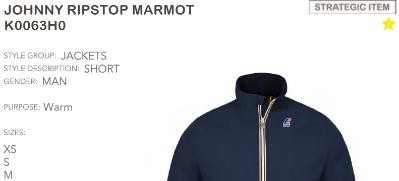 JOHNNY RIPSTOP MARMOT
K0063H0
STRATEGIC ITEM
STYLE GROUP: JACKETS
STYLE DESCRIPTION: SHORT
GENDER: MAN
PURPOSE: Warm
SIZES:
XS
S
M